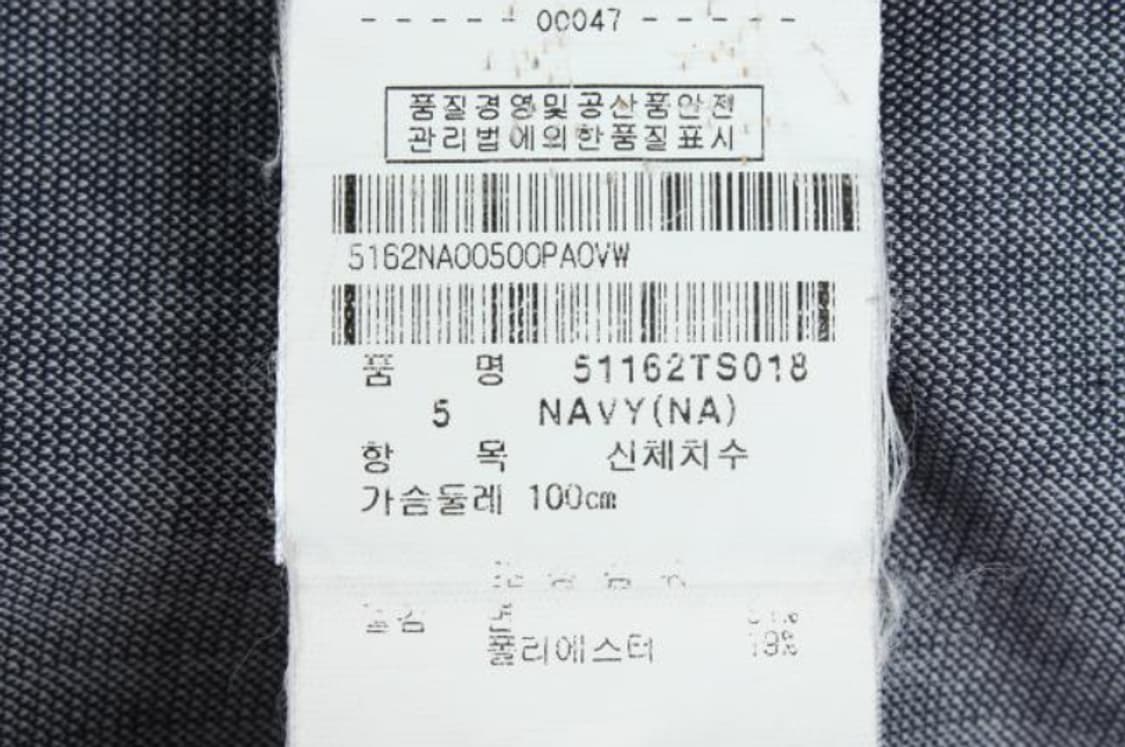 - - - - - 00047 - - - - -
품질경영및공산품안전
관리법에의한품질표시
5162NA00500PA0VW
품 명 51162TS018
5 NAVY(NA)
항 목 신체치수
가슴둘레 100cm
폴리에스터 19%